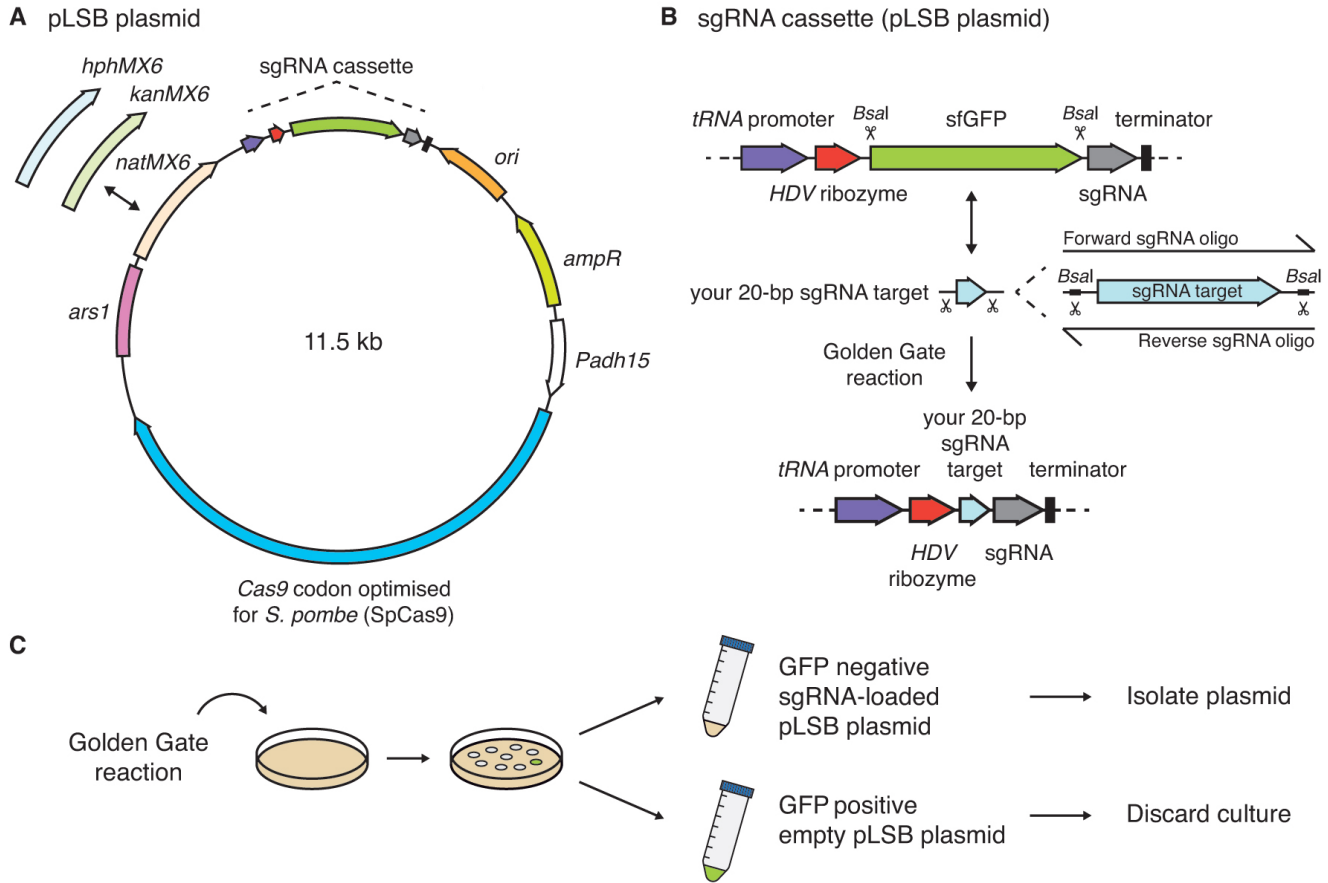 A pLSB plasmid
hphMX6
kanMX6
natMX6
sgRNA cassette
ori
ampR
ars1
11.5 kb
Padh15
Cas9 codon optimised
for S. pombe (SpCas9)
B sgRNA cassette (pLSB plasmid)
tRNA promoter
BsaI
sfGFP
BsaI
terminator
HDV ribozyme
sgRNA
Forward sgRNA oligo
your 20-bp sgRNA target
BsaI
sgRNA target
BsaI
Reverse sgRNA oligo
Golden Gate
reaction
your 20-bp
sgRNA
target
tRNA promoter
terminator
HDV
ribozyme
sgRNA
C
Golden Gate
reaction
GFP negative
sgRNA-loaded
pLSB plasmid
Isolate plasmid
GFP positive
empty pLSB plasmid
Discard culture